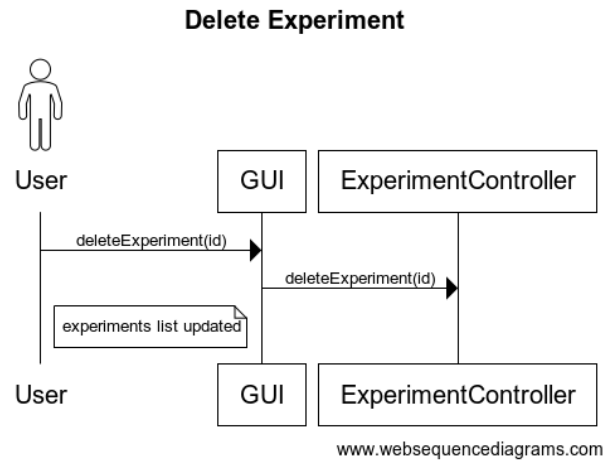 Delete Experiment
User
GUI
ExperimentController
deleteExperiment(id)
deleteExperiment(id)
experiments list updated
User
GUI
ExperimentController
www.websequencediagrams.com